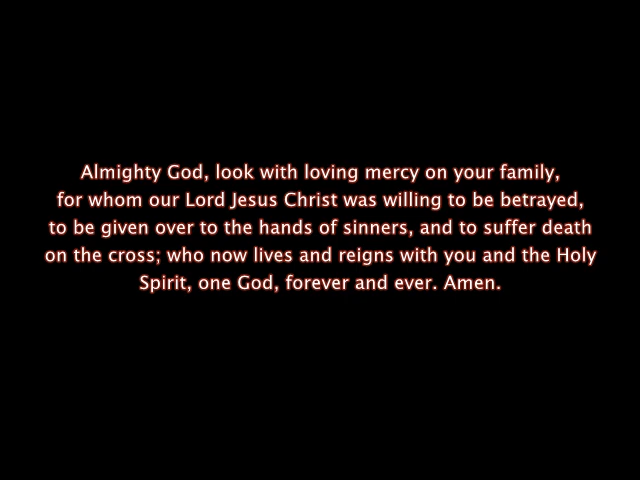 Almighty God, look with loving mercy on your family,
for whom our Lord Jesus Christ was willing to be betrayed,
to be given over to the hands of sinners, and to suffer death
on the cross; who now lives and reigns with you and the Holy
Spirit, one God, forever and ever. Amen.